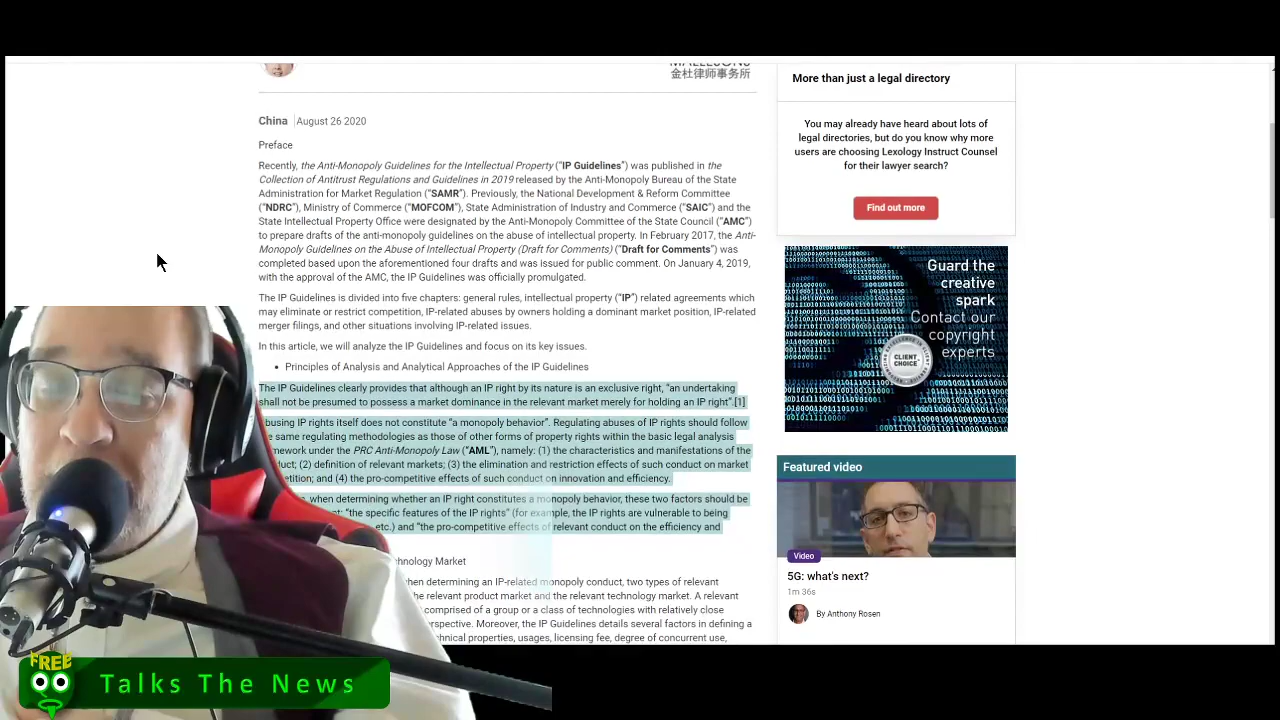 金杜律师事务所
China
August 26 2020
Preface
Recently, the Anti-Monopoly Guidelines for the Intellectual Property (“IP Guidelines”) was published in the
Collection of Antitrust Regulations and Guidelines in 2019 released by the Anti-Monopoly Bureau of the State
Administration for Market Regulation (“SAMR”). Previously, the National Development & Reform Committee
(“NDRC”), Ministry of Commerce (“MOFCOM”), State Administration of Industry and Commerce (“SAIC”) and the
State Intellectual Property Office were designated by the Anti-Monopoly Committee of the State Council (“AMC”)
to prepare drafts of the anti-monopoly guidelines on the abuse of intellectual property. In February 2017, the Anti-
Monopoly Guidelines on the Abuse of Intellectual Property (Draft for Comments) (“Draft for Comments”) was
completed based upon the aforementioned four drafts and was issued for public comment. On January 4, 2019,
with the approval of the AMC, the IP Guidelines was officially promulgated.
The IP Guidelines is divided into five chapters: general rules, intellectual property (“IP”) related agreements which
may eliminate or restrict competition, IP-related abuses by owners holding a dominant market position, IP-related
merger filings, and other situations involving IP-related issues.
In this article, we will analyze the IP Guidelines and focus on its key issues.
• Principles of Analysis and Analytical Approaches of the IP Guidelines
The IP Guidelines clearly provides that although an IP right by its nature is an exclusive right, “an undertaking
shall not be presumed to possess a market dominance in the relevant market merely for holding an IP right”.[1]
busing IP rights itself does not constitute “a monopoly behavior”. Regulating abuses of IP rights should follow
same regulating methodologies as those of other forms of property rights within the basic legal analysis
mework under the PRC Anti-Monopoly Law (“AML”), namely: (1) the characteristics and manifestations of the
duct; (2) definition of relevant markets; (3) the elimination and restriction effects of such conduct on market
etition; and (4) the pro-competitive effects of such conduct on innovation and efficiency.
, when determining whether an IP right constitutes a monopoly behavior, these two factors should be
t: “the specific features of the IP rights” (for example, the IP rights are vulnerable to being
etc.) and “the pro-competitive effects of relevant conduct on the efficiency and
chnology Market
hen determining an IP-related monopoly conduct, two types of relevant
he relevant product market and the relevant technology market. A relevant
comprised of a group or a class of technologies with relatively close
rspective. Moreover, the IP Guidelines details several factors in defining a
hnical properties, usages, licensing fee, degree of concurrent use,
More than just a legal directory
You may already have heard about lots of
legal directories, but do you know why more
users are choosing Lexology Instruct Counsel
for their lawyer search?
Find out more
Guard the
creative
spark
Contact our
copyright
experts
CLIENT
CHOICE
Featured video
Video
5G: what's next?
1m 36s
By Anthony Rosen
FREE
Talks The News